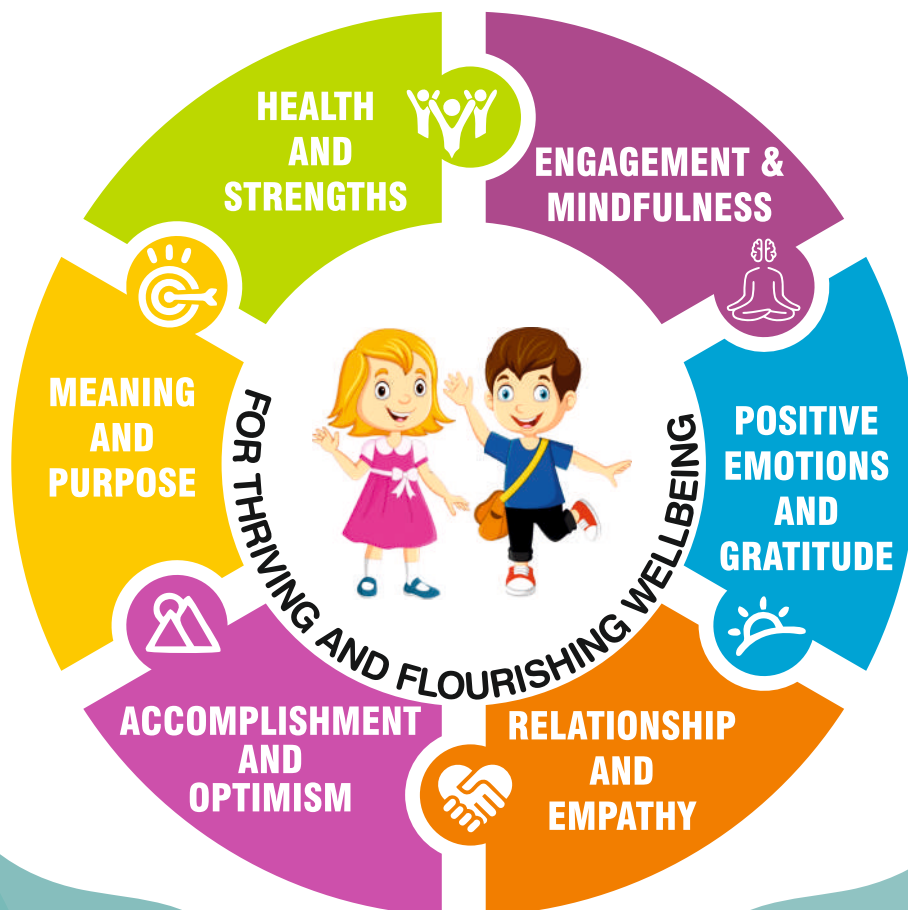 HEALTH
AND
STRENGTHS
ENGAGEMENT &
MINDFULNESS
MEANING
AND
PURPOSE
POSITIVE
EMOTIONS
AND
GRATITUDE
FOR THRIVING AND FLOURISHING WELLBEING
ACCOMPLISHMENT
AND
OPTIMISM
RELATIONSHIP
AND
EMPATHY